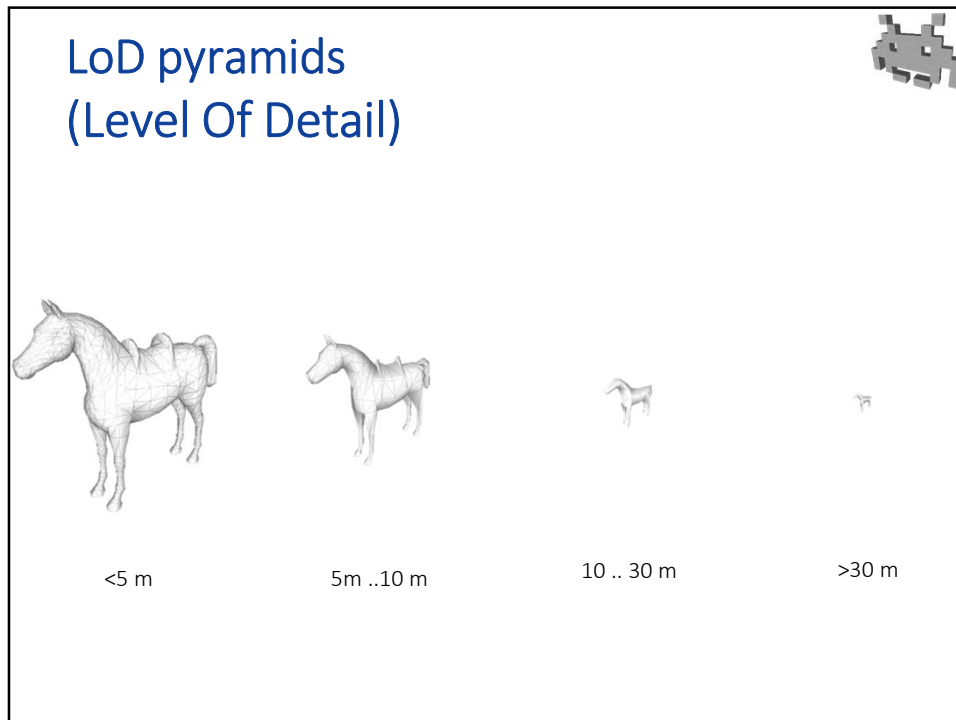 LoD pyramids
(Level Of Detail)
<5 m
5m ..10 m
10 .. 30 m
>30 m